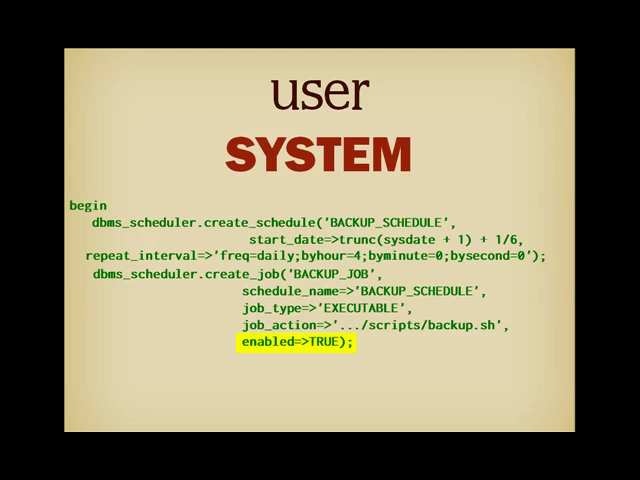 user
SYSTEM
begin
dbms_scheduler.create_schedule('BACKUP_SCHEDULE',
start_date=>trunc(sysdate + 1) + 1/6,
repeat_interval=>'freq=daily;byhour=4;byminute=0;bysecond=0');
dbms_scheduler.create_job('BACKUP_JOB',
schedule_name=>'BACKUP_SCHEDULE',
job_type=>'EXECUTABLE',
job_action=>'.../scripts/backup.sh',
enabled=>TRUE);